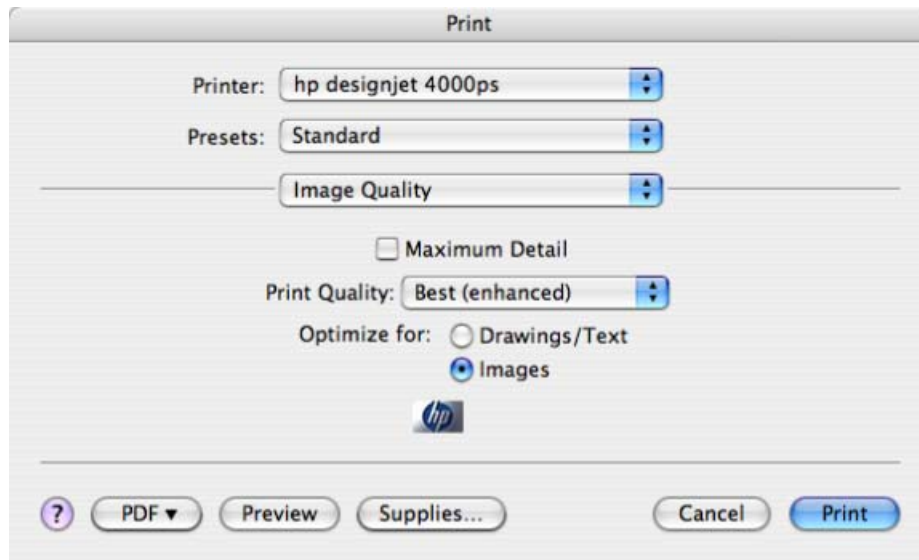 Print
Printer: hp designjet 4000ps
Presets: Standard
Image Quality
Maximum Detail
Print Quality: Best (enhanced)
Optimize for: Drawings/Text
Images
hp
? PDF ▾ Preview Supplies... Cancel Print